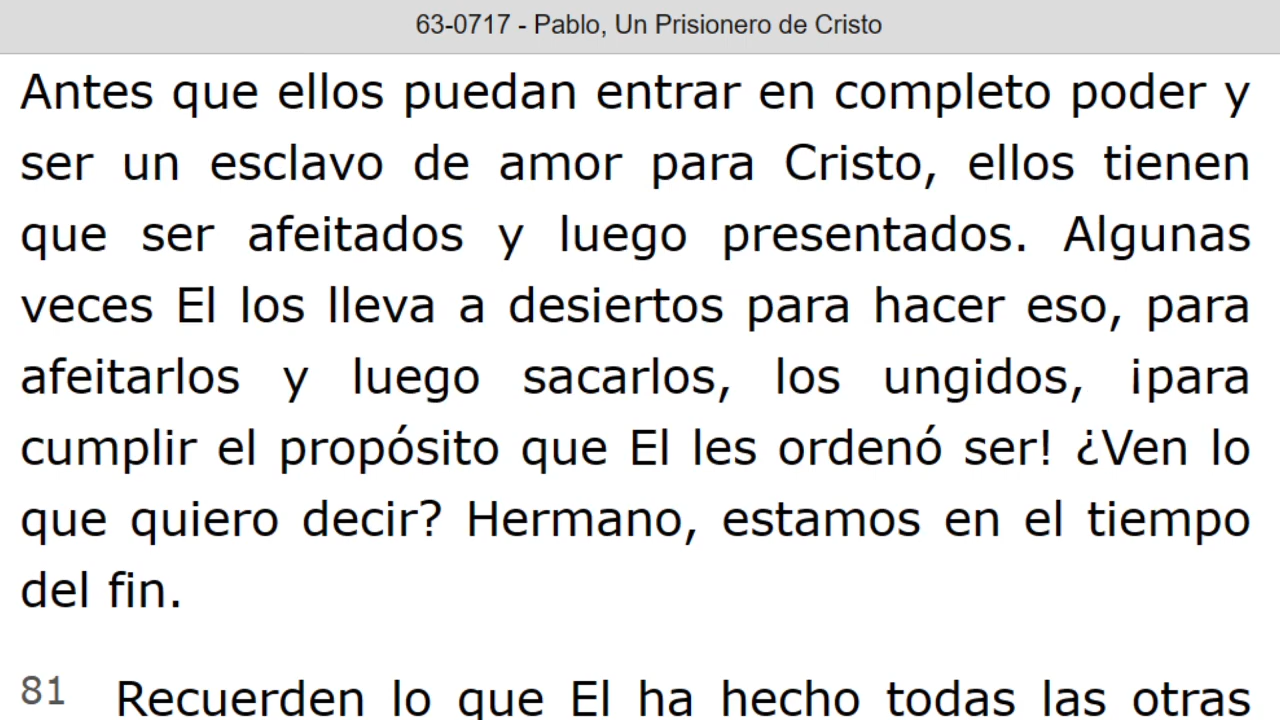 63-0717 - Pablo, Un Prisionero de Cristo
Antes que ellos puedan entrar en completo poder y
ser un esclavo de amor para Cristo, ellos tienen
que ser afeitados y luego presentados. Algunas
veces El los lleva a desiertos para hacer eso, para
afeitarlos y luego sacarlos, los ungidos, ¡para
cumplir el propósito que El les ordenó ser! ¿Ven lo
que quiero decir? Hermano, estamos en el tiempo
del fin.
81 Recuerden lo que El ha hecho todas las otras